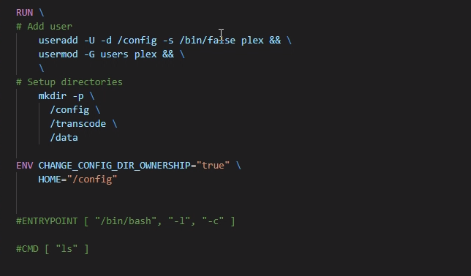 RUN \
# Add user
    useradd -U -d /config -s /bin/false plex && \
    usermod -G users plex && \
    \
# Setup directories
    mkdir -p \
      /config \
      /transcode \
      /data
ENV CHANGE_CONFIG_DIR_OWNERSHIP="true" \
    HOME="/config"
#ENTRYPOINT [ "/bin/bash", "-l", "-c" ]
#CMD [ "ls" ]